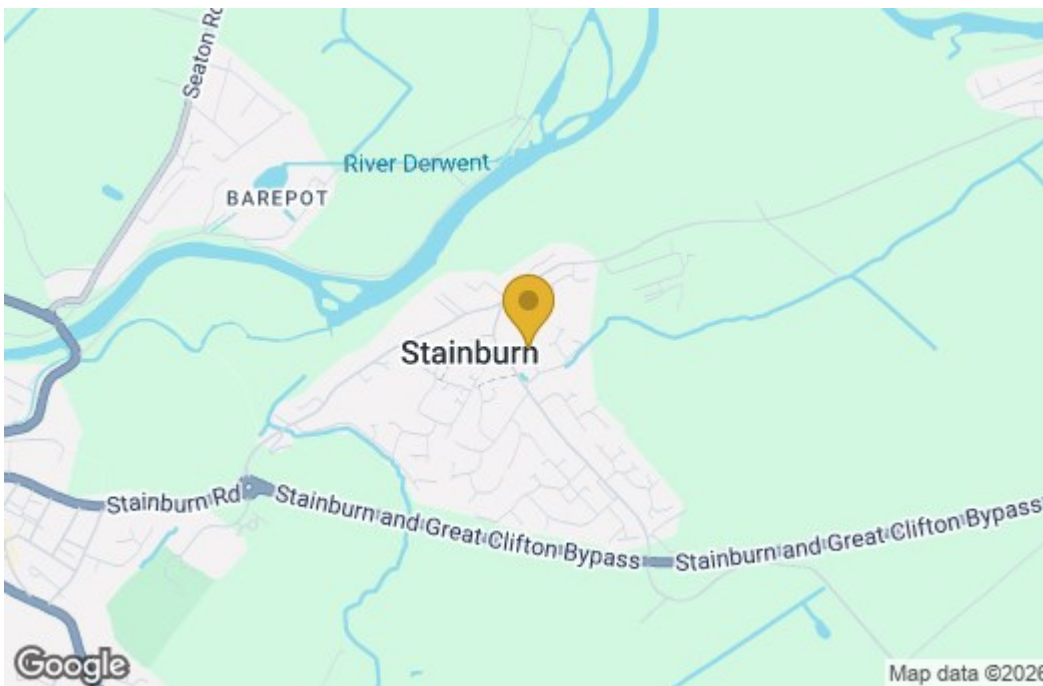 Seaton Rd
River Derwent
BAREPOT
Stainburn
Stainburn Rd
Stainburn and Great Clifton Bypass
Stainburn and Great Clifton Bypass
Google
Map data ©2026